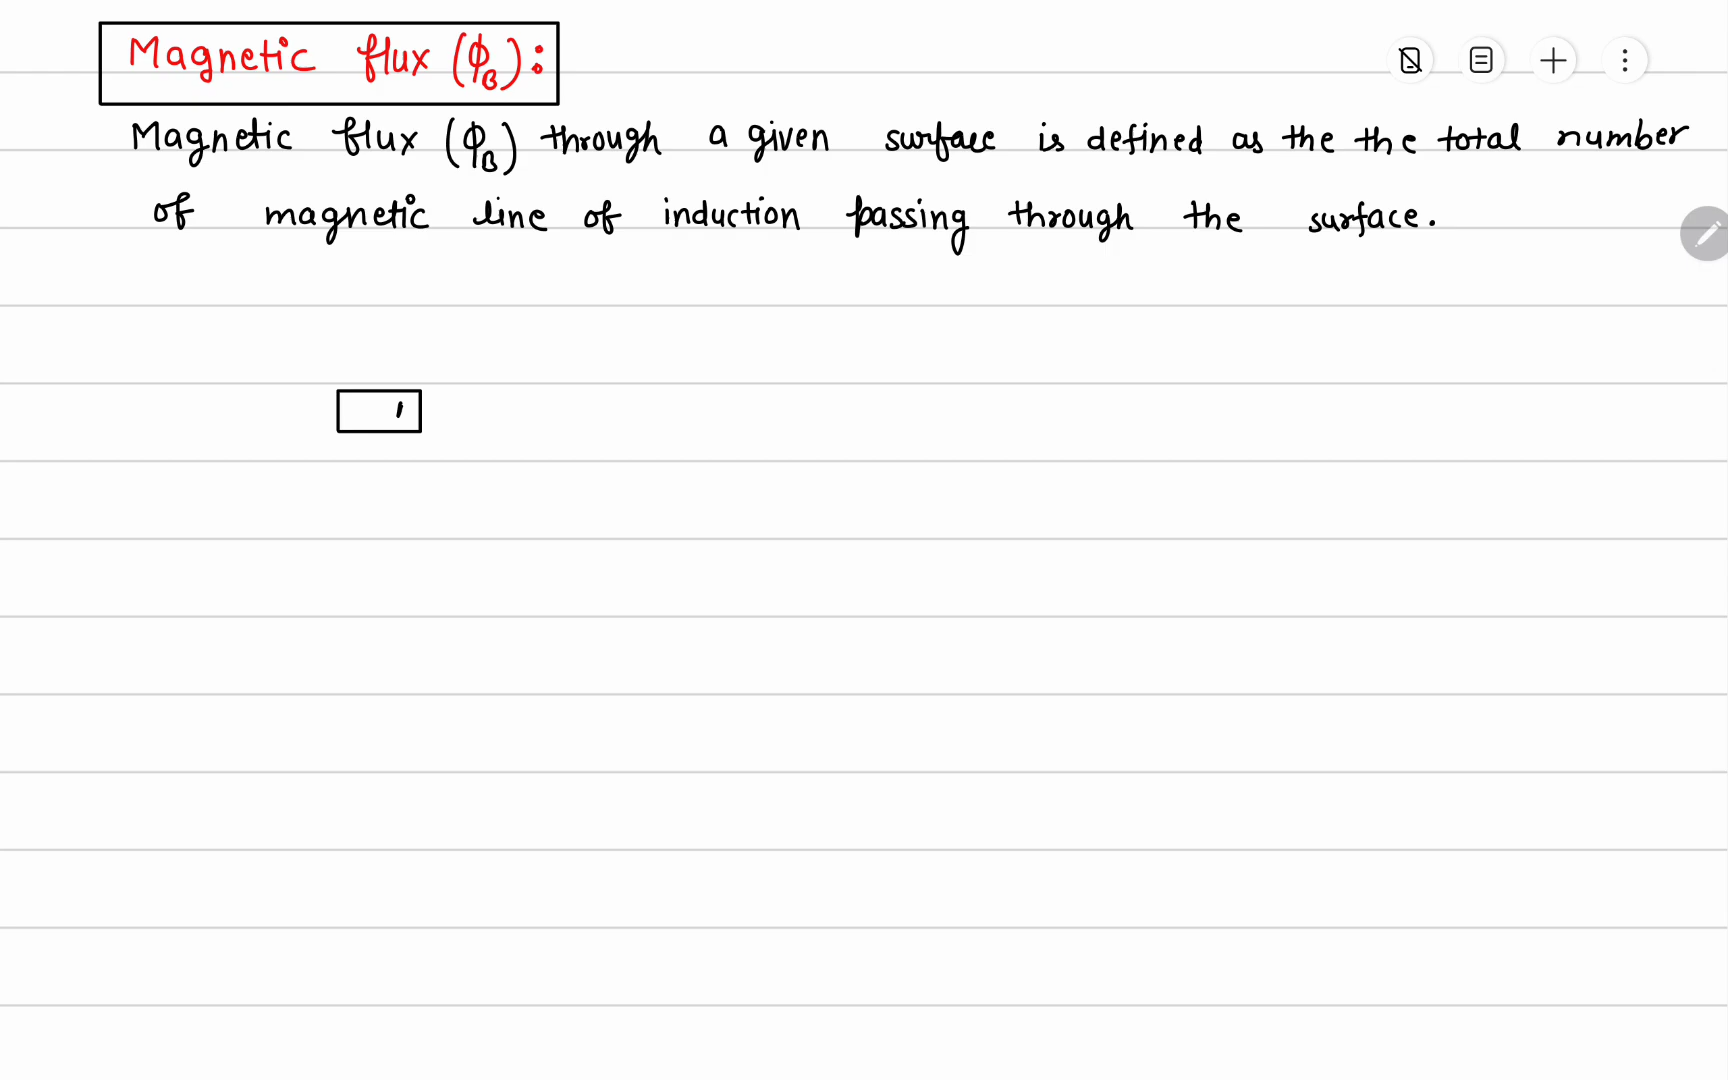 Magnetic flux (ϕB):
Magnetic flux (ϕB) through a given surface is defined as the the total number
of magnetic line of induction passing through the surface.